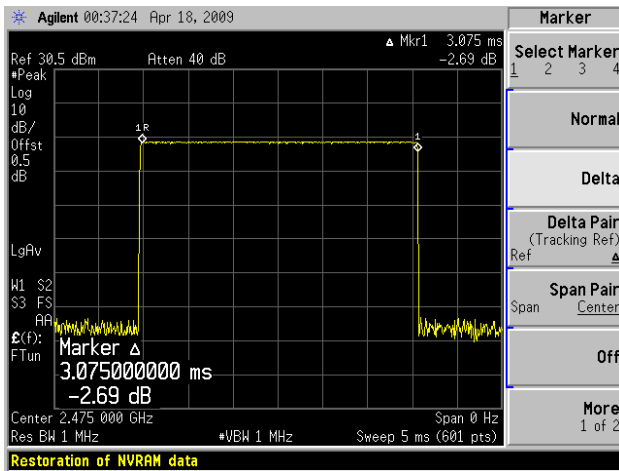 Agilent 00:37:24 Apr 18, 2009
Marker
Δ Mkr1 3.075 ms
Ref 30.5 dBm Atten 40 dB -2.69 dB
#Peak
Log
10
dB/
Offst
0.5
dB
LgAv
W1 S2
S3 FS
AA
£(f):
FTun
1R
1
Marker Δ
3.075000000 ms
-2.69 dB
Center 2.475 000 GHz Span 0 Hz
Res BW 1 MHz #VBW 1 MHz Sweep 5 ms (601 pts)
Restoration of NVRAM data
Select Marker
1 2 3 4
Normal
Delta
Delta Pair
(Tracking Ref)
Ref Δ
Span Pair
Span Center
Off
More
1 of 2